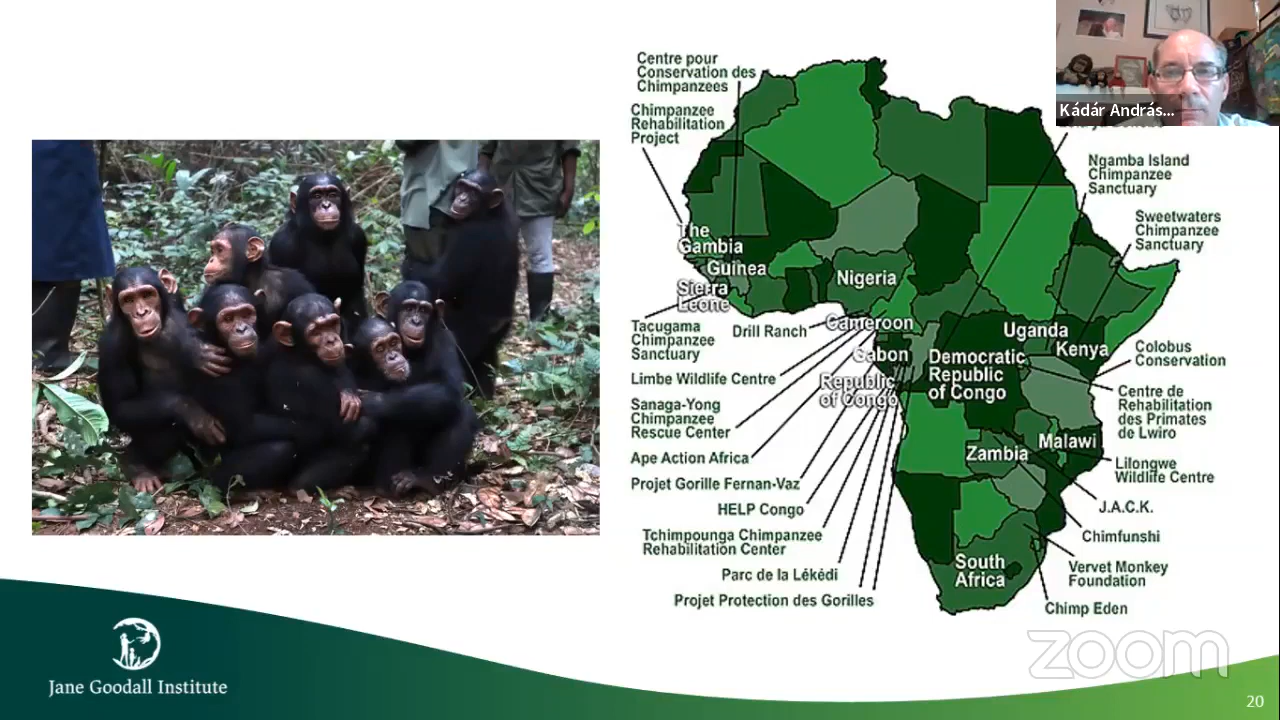 Centre pour
Conservation des
Chimpanzees
Chimpanzee
Rehabilitation
Project
Kádár András...
Ngamba Island
Chimpanzee
Sanctuary
Sweetwaters
Chimpanzee
Sanctuary
The
Gambia
Guinea
Sierra
Leone
Nigeria
Tacugama
Chimpanzee
Sanctuary
Drill Ranch
Cameroon
Uganda
Kenya
Gabon
Democratic
Republic
of Congo
Republic
of Congo
Colobus
Conservation
Limbe Wildlife Centre
Centre de
Rehabilitation
des Primates
de Lwiro
Sanaga-Yong
Chimpanzee
Rescue Center
Malawi
Zambia
Ape Action Africa
Lilongwe
Wildlife Centre
Projet Gorille Fernan-Vaz
HELP Congo
J.A.C.K.
Tchimpounga Chimpanzee
Rehabilitation Center
Chimfunshi
Parc de la Lékédi
South
Africa
Vervet Monkey
Foundation
Projet Protection des Gorilles
Chimp Eden
zoom
Jane Goodall Institute
20